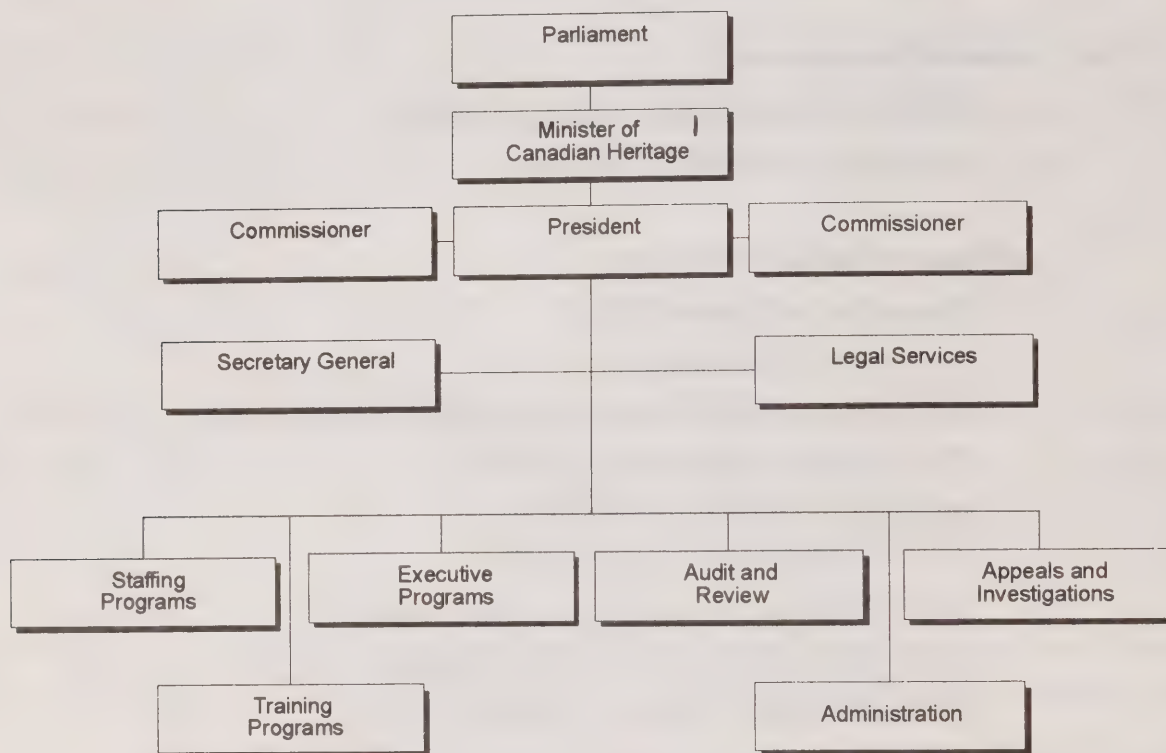 Parliament
Minister of 1
Canadian Heritage
Commissioner
President
Commissioner
Secretary General
Legal Services
Staffing
Programs
Executive
Programs
Audit and
Review
Appeals and
Investigations
Training
Programs
Administration